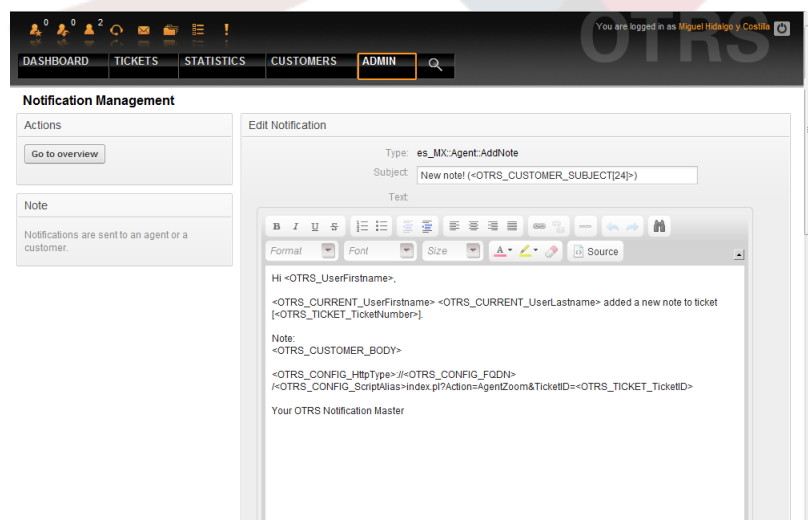 OTRS
You are logged in as Miguel Hidalgo y Costilla
0 0 2
DASHBOARD TICKETS STATISTICS CUSTOMERS ADMIN
Notification Management
Actions
Go to overview
Note
Notifications are sent to an agent or a
customer.
Edit Notification
Type: es_MX::Agent::AddNote
Subject: New note! (<OTRS_CUSTOMER_SUBJECT[24]>)
Text:
B I U S
Format Font Size A Source
Hi <OTRS_UserFirstname>,
<OTRS_CURRENT_UserFirstname> <OTRS_CURRENT_UserLastname> added a new note to ticket
[<OTRS_TICKET_TicketNumber>].
Note:
<OTRS_CUSTOMER_BODY>
<OTRS_CONFIG_HttpType>://<OTRS_CONFIG_FQDN>
/<OTRS_CONFIG_ScriptAlias>index.pl?Action=AgentZoom&TicketID=<OTRS_TICKET_TicketID>
Your OTRS Notification Master